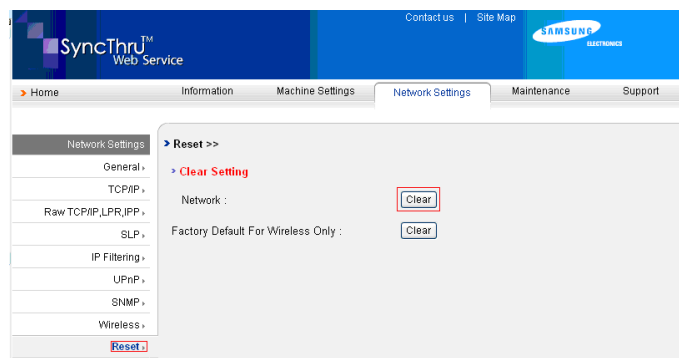 Contact us | Site Map
SAMSUNG
ELECTRONICS
SyncThru™
Web Service
Home
Information
Machine Settings
Network Settings
Maintenance
Support
Network Settings
General
TCP/IP
Raw TCP/IP,LPR,IPP
SLP
IP Filtering
UPnP
SNMP
Wireless
Reset
Reset >>
Clear Setting
Network : Clear
Factory Default For Wireless Only : Clear